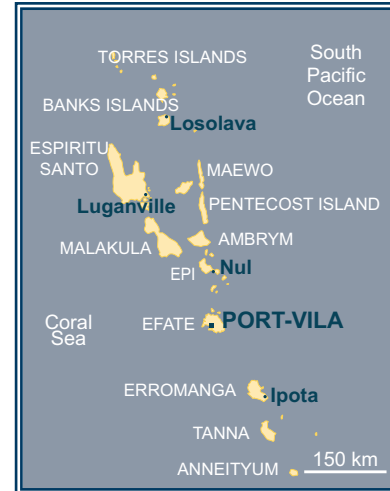 TORRES ISLANDS
South
Pacific
Ocean
BANKS ISLANDS
Losolava
ESPIRITU
SANTO
MAEWO
Luganville
PENTECOST ISLAND
MALAKULA
AMBRYM
EPI
Nul
Coral
Sea
EFATE
PORT-VILA
ERROMANGA
Ipota
TANNA
ANNEITYUM
150 km